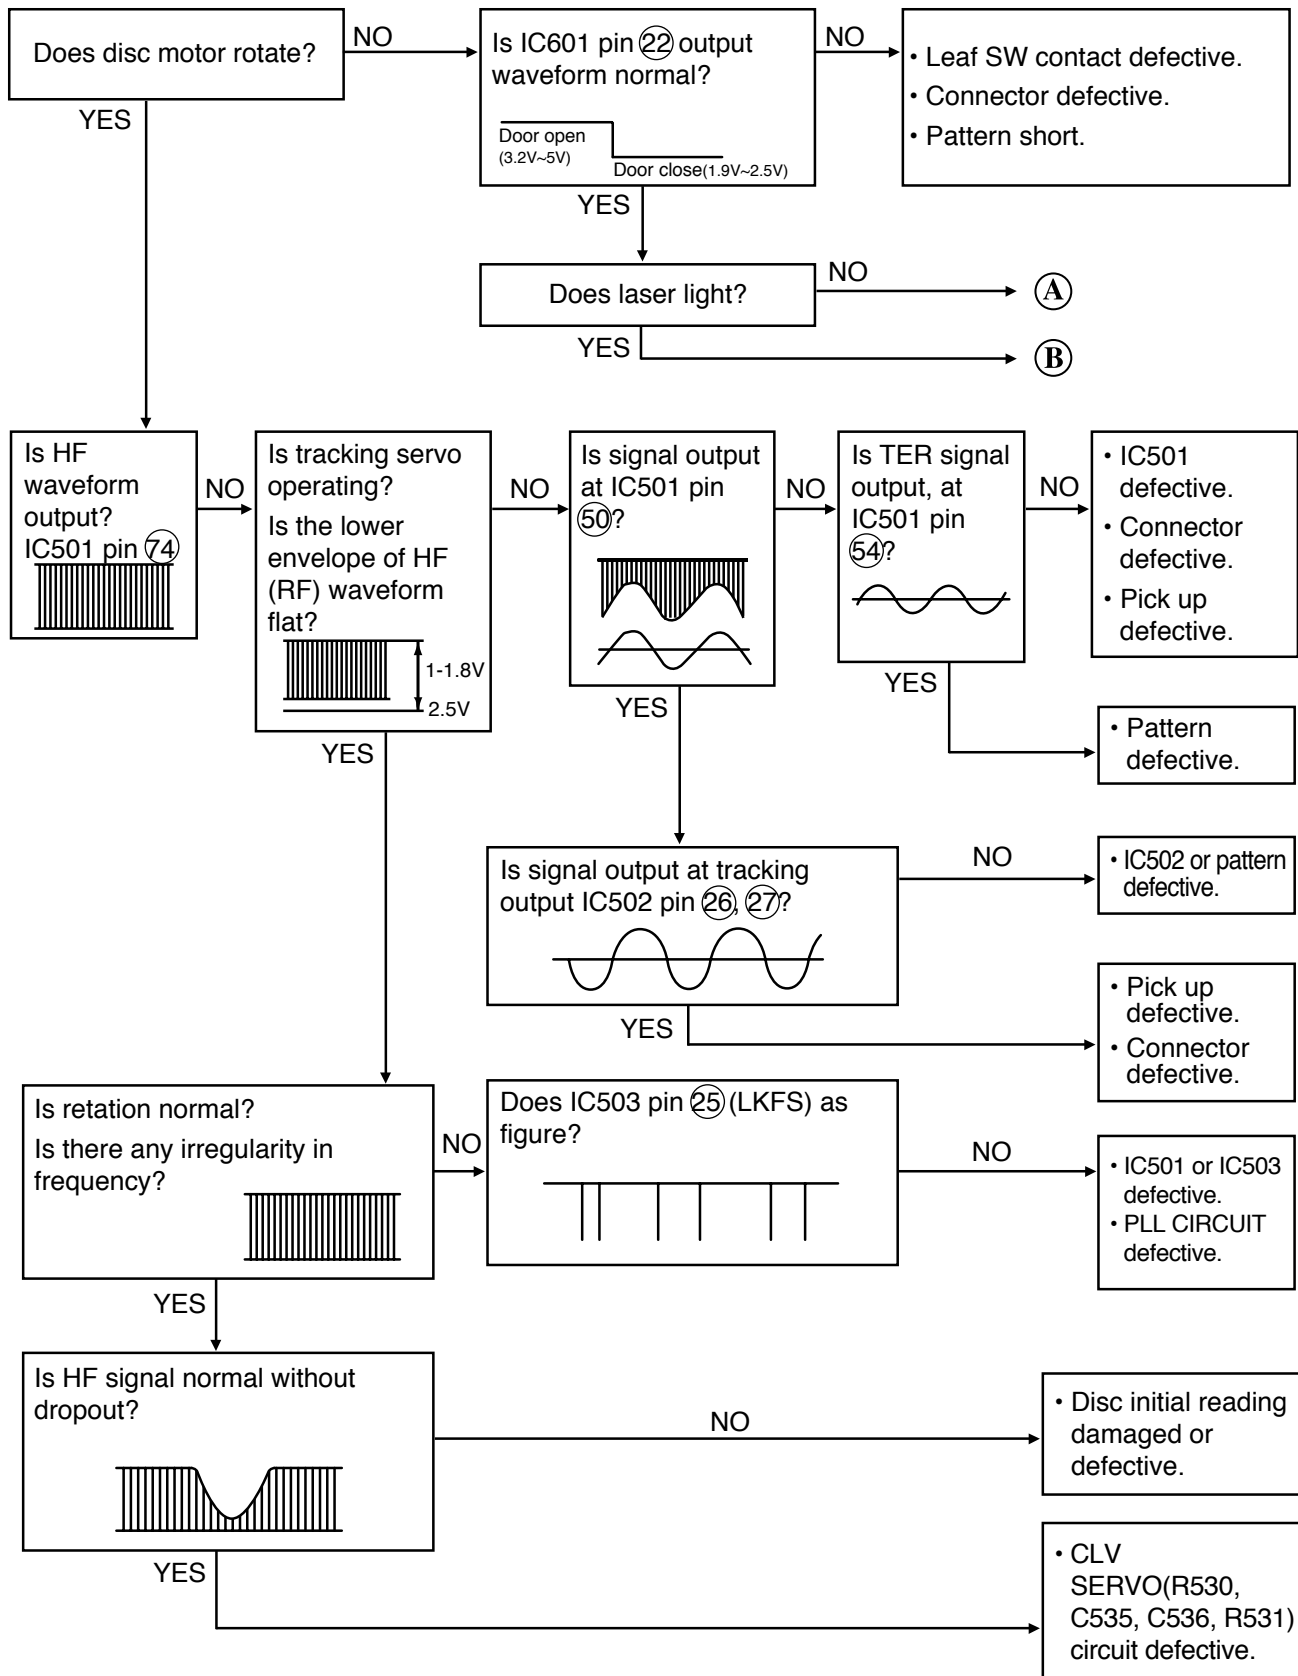 Does disc motor rotate?
NO
Is IC601 pin 22 output
waveform normal?
Door open
(3.2V~5V)
Door close(1.9V~2.5V)
NO
• Leaf SW contact defective.
• Connector defective.
• Pattern short.
YES
YES
Does laser light?
NO
A
YES
B
Is HF
waveform
output?
IC501 pin 74
NO
Is tracking servo
operating?
Is the lower
envelope of HF
(RF) waveform
flat?
1-1.8V
2.5V
NO
Is signal output
at IC501 pin
50?
NO
Is TER signal
output, at
IC501 pin
54?
NO
• IC501
defective.
• Connector
defective.
• Pick up
defective.
YES
• Pattern
defective.
YES
YES
Is signal output at tracking
output IC502 pin 26, 27?
NO
• IC502 or pattern
defective.
YES
• Pick up
defective.
• Connector
defective.
Is retation normal?
Is there any irregularity in
frequency?
NO
Does IC503 pin 25 (LKFS) as
figure?
NO
• IC501 or IC503
defective.
• PLL CIRCUIT
defective.
YES
Is HF signal normal without
dropout?
NO
• Disc initial reading
damaged or
defective.
YES
• CLV
SERVO(R530,
C535, C536, R531)
circuit defective.